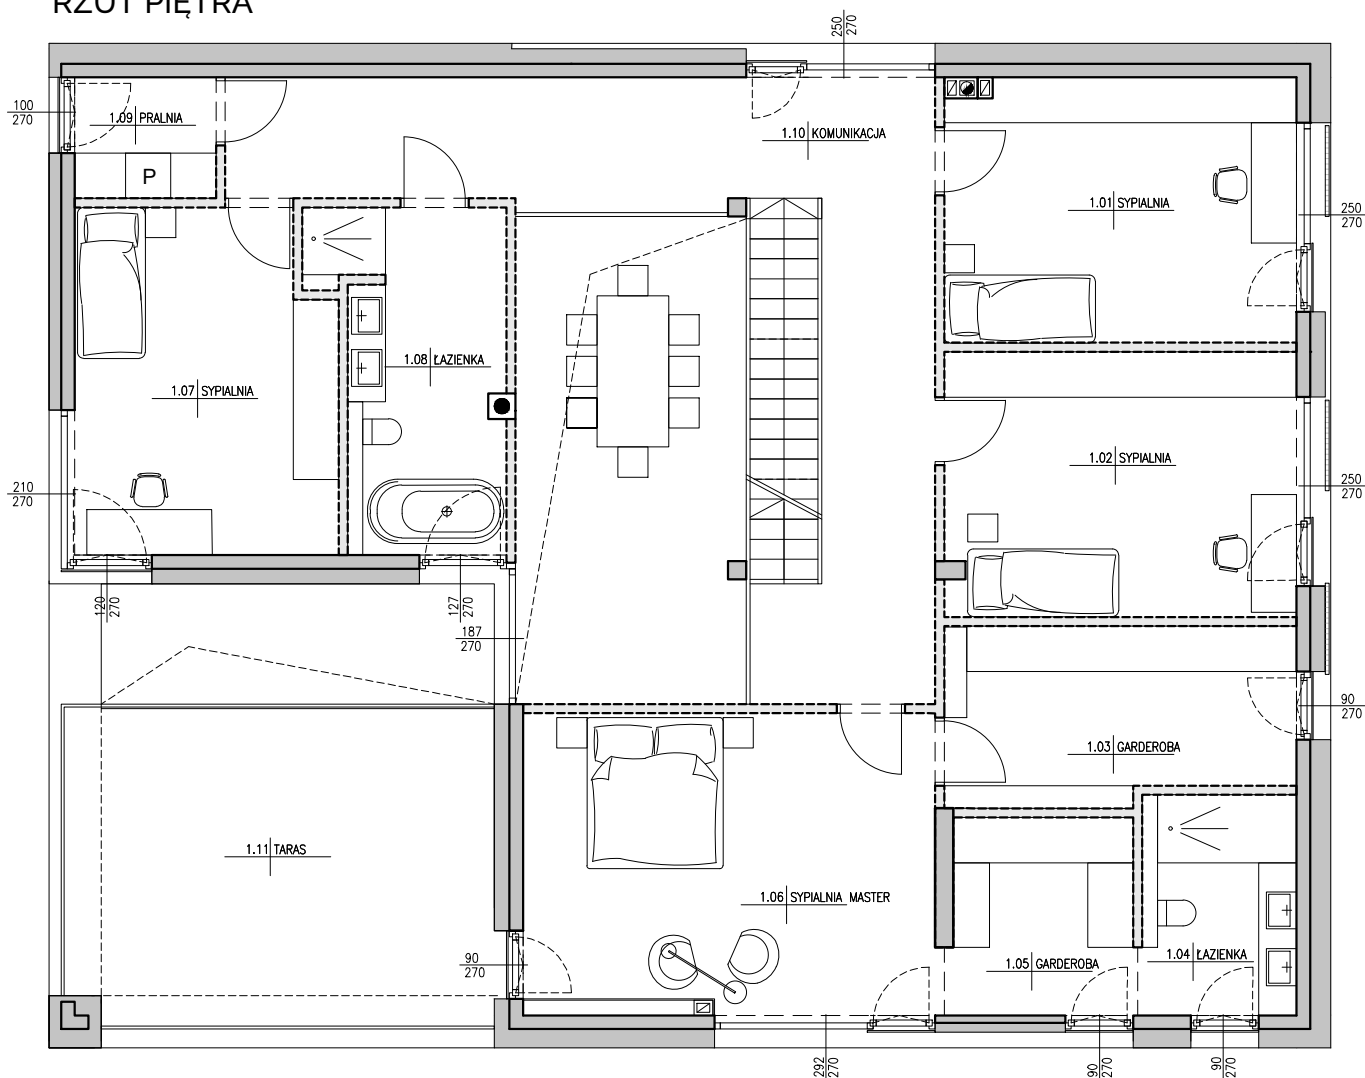 RZUT PIĘTRA
250
270
100
270
1.09 PRALNIA
1.10 KOMUNIKACJA
P
1.01 SYPIALNIA
250
270
1.08 ŁAZIENKA
1.07 SYPIALNIA
1.02 SYPIALNIA
210
270
250
270
120
270
127
270
187
270
90
270
1.03 GARDEROBA
1.11 TARAS
1.06 SYPIALNIA MASTER
90
270
1.05 GARDEROBA
1.04 ŁAZIENKA
292
270
90
270
90
270